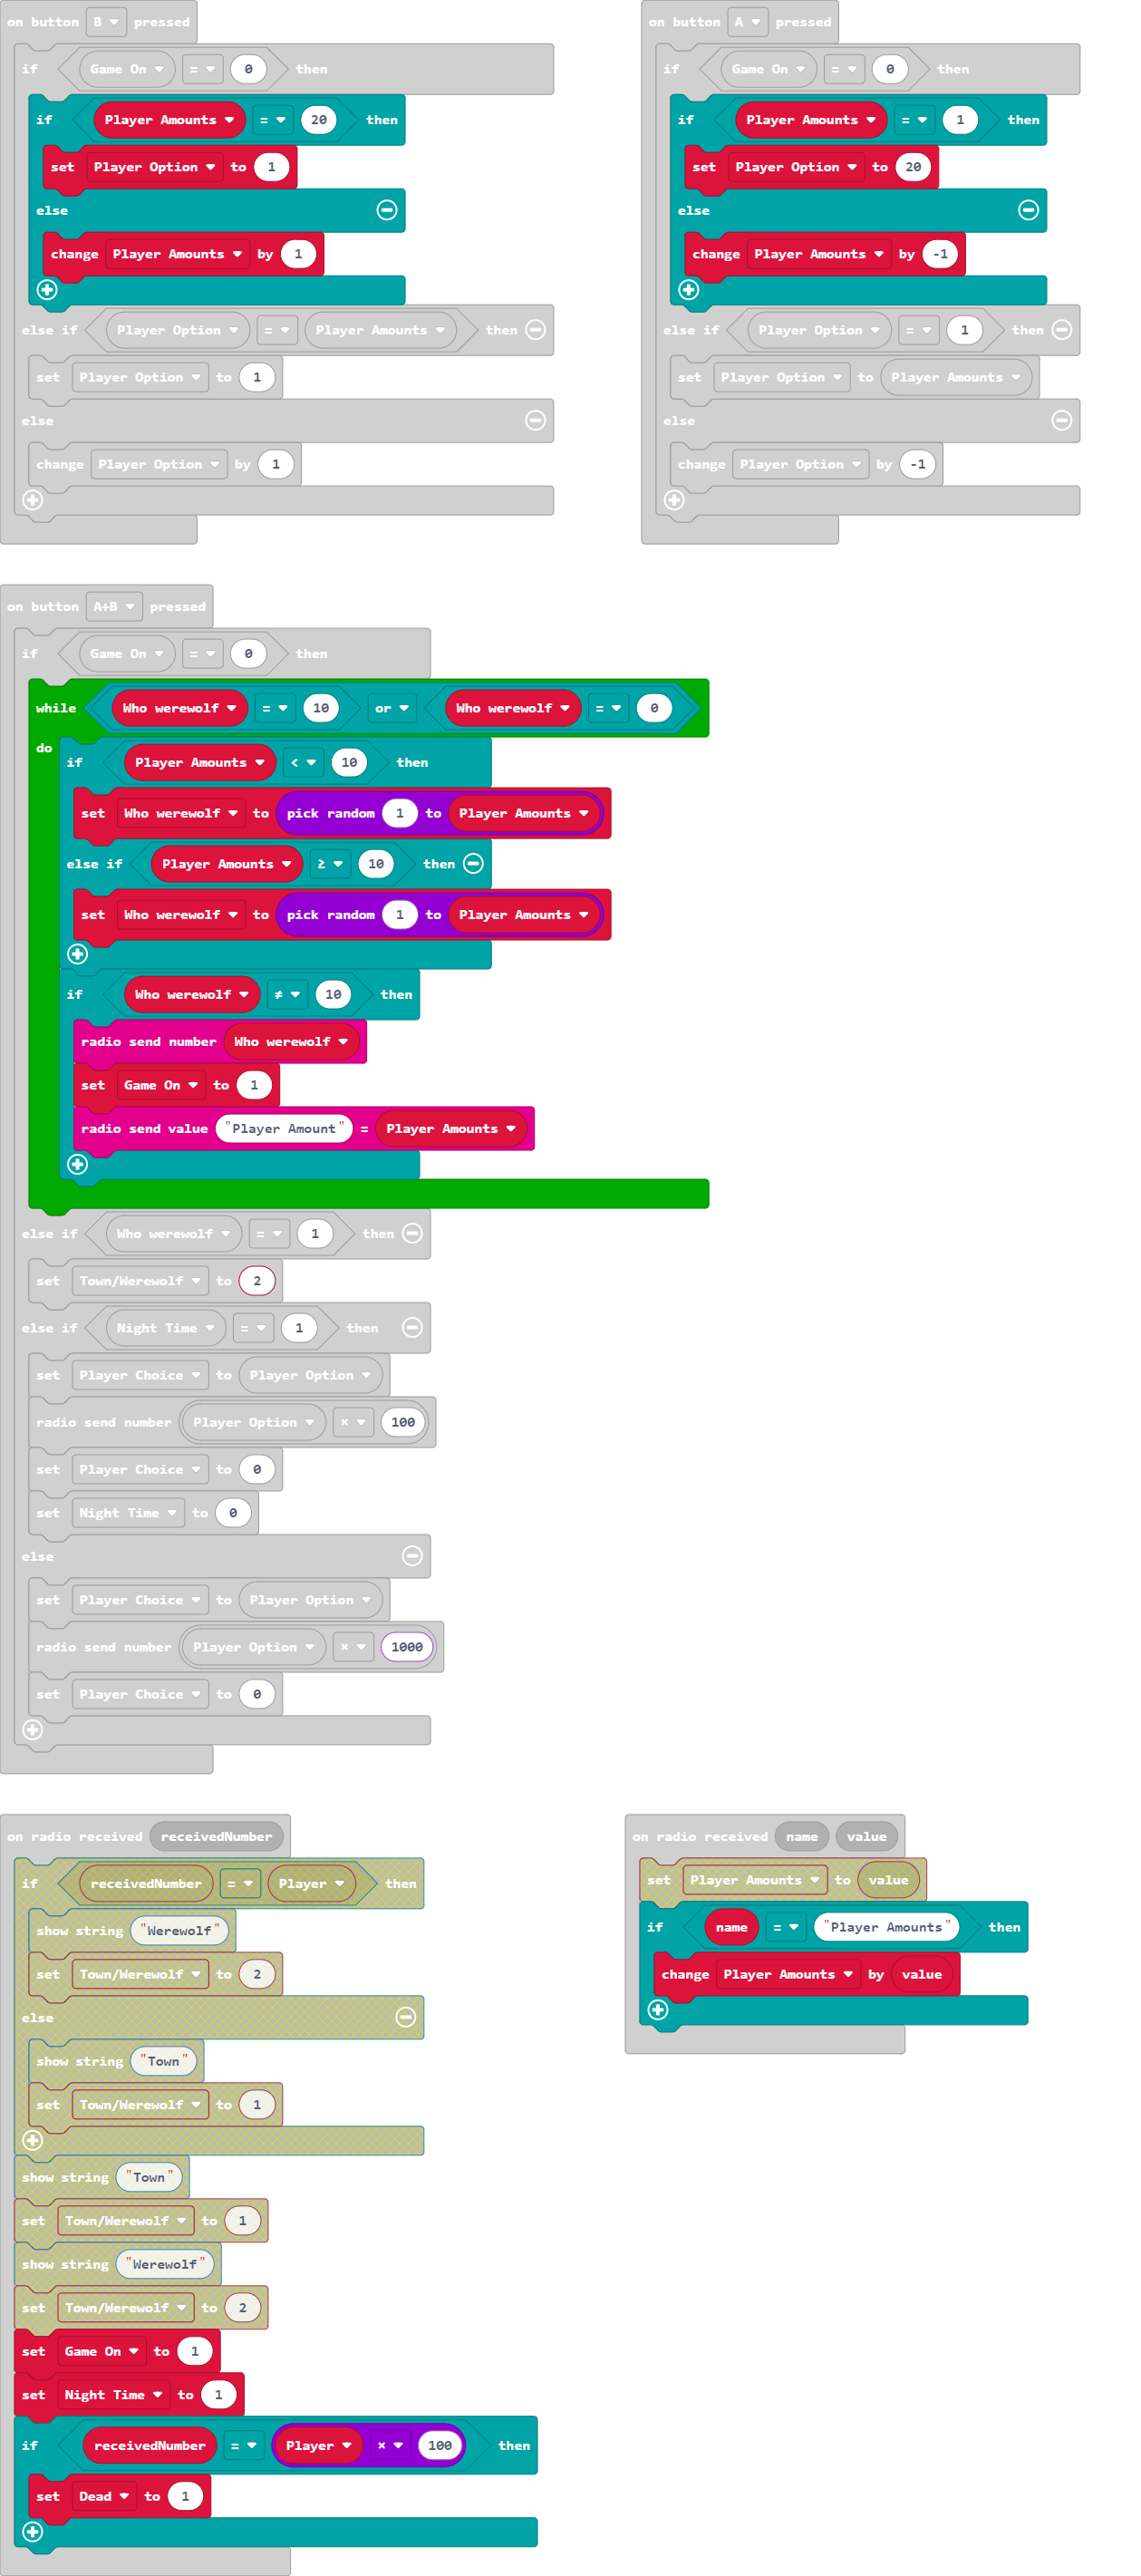 on button B pressed
if Game On = 0 then
if Player Amounts = 20 then
set Player Option to 1
else
change Player Amounts by 1
else if Player Option = Player Amounts then
set Player Option to 1
else
change Player Option by 1
on button A pressed
if Game On = 0 then
if Player Amounts = 1 then
set Player Option to 20
else
change Player Amounts by -1
else if Player Option = 1 then
set Player Option to Player Amounts
else
change Player Option by -1
on button A+B pressed
if Game On = 0 then
while Who werewolf = 10 or Who werewolf = 0
do
if Player Amounts < 10 then
set Who werewolf to pick random 1 to Player Amounts
else if Player Amounts ≥ 10 then
set Who werewolf to pick random 1 to Player Amounts
if Who werewolf ≠ 10 then
radio send number Who werewolf
set Game On to 1
radio send value "Player Amount" = Player Amounts
else if Who werewolf = 1 then
set Town/Werewolf to 2
else if Night Time = 1 then
set Player Choice to Player Option
radio send number Player Option × 100
set Player Choice to 0
set Night Time to 0
else
set Player Choice to Player Option
radio send number Player Option × 1000
set Player Choice to 0
on radio received receivedNumber
if receivedNumber = Player then
show string "Werewolf"
set Town/Werewolf to 2
else
show string "Town"
set Town/Werewolf to 1
show string "Town"
set Town/Werewolf to 1
show string "Werewolf"
set Town/Werewolf to 2
set Game On to 1
set Night Time to 1
if receivedNumber = Player × 100 then
set Dead to 1
on radio received name value
set Player Amounts to value
if name = "Player Amounts" then
change Player Amounts by value